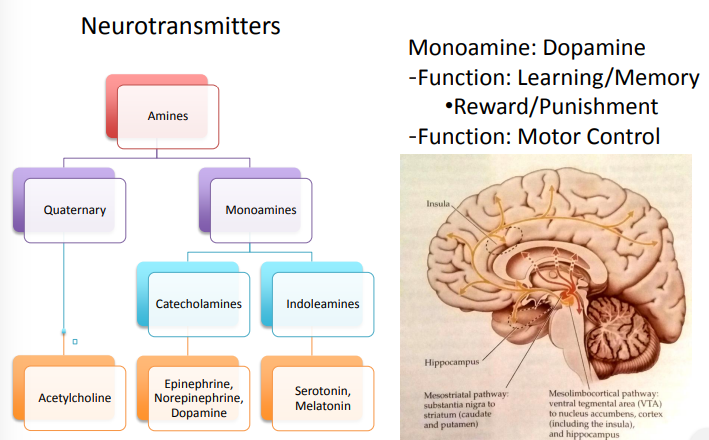 Neurotransmitters
Amines
Quaternary
Monoamines
Catecholamines
Indoleamines
Acetylcholine
Epinephrine,
Norepinephrine,
Dopamine
Serotonin,
Melatonin
Monoamine: Dopamine
-Function: Learning/Memory
•Reward/Punishment
-Function: Motor Control
Insula
Hippocampus
Mesostriatal pathway:
substantia nigra to
striatum (caudate
and putamen)
Mesolimbocortical pathway:
ventral tegmental area (VTA)
to nucleus accumbens, cortex
(including the insula),
and hippocampus